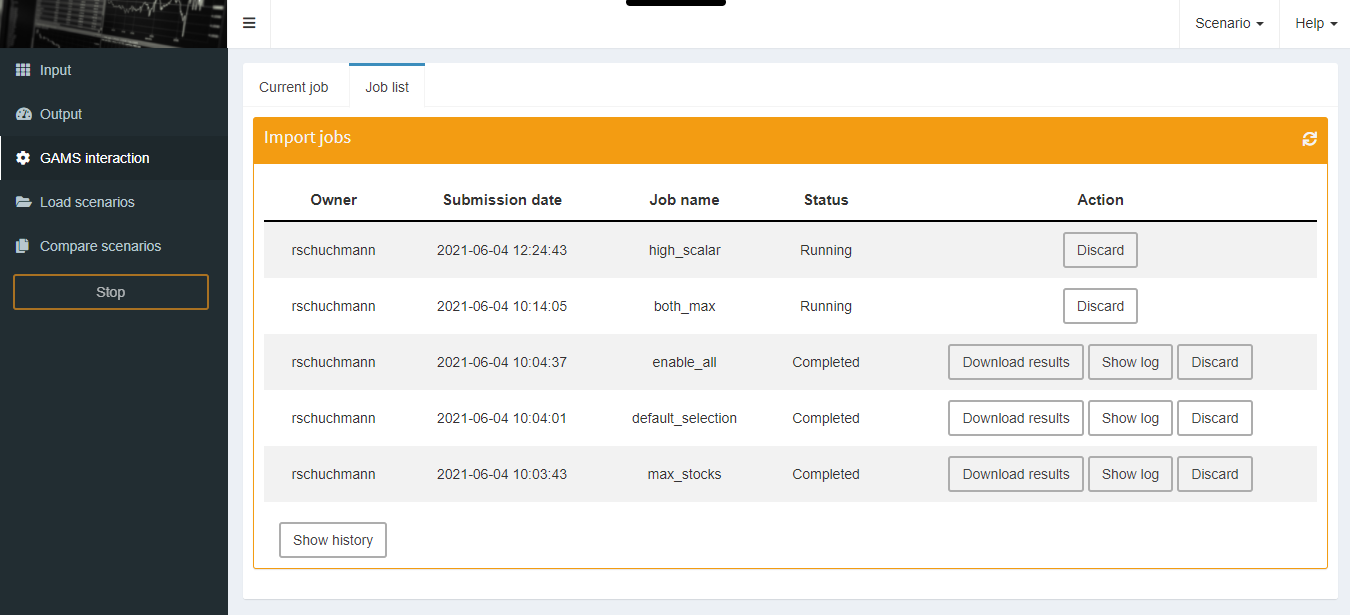 Scenario Help
Input
Output
GAMS interaction
Load scenarios
Compare scenarios
Stop
Current job Job list
Import jobs
Owner Submission date Job name Status Action
rschuchmann 2021-06-04 12:24:43 high_scalar Running Discard
rschuchmann 2021-06-04 10:14:05 both_max Running Discard
rschuchmann 2021-06-04 10:04:37 enable_all Completed Download results Show log Discard
rschuchmann 2021-06-04 10:04:01 default_selection Completed Download results Show log Discard
rschuchmann 2021-06-04 10:03:43 max_stocks Completed Download results Show log Discard
Show history